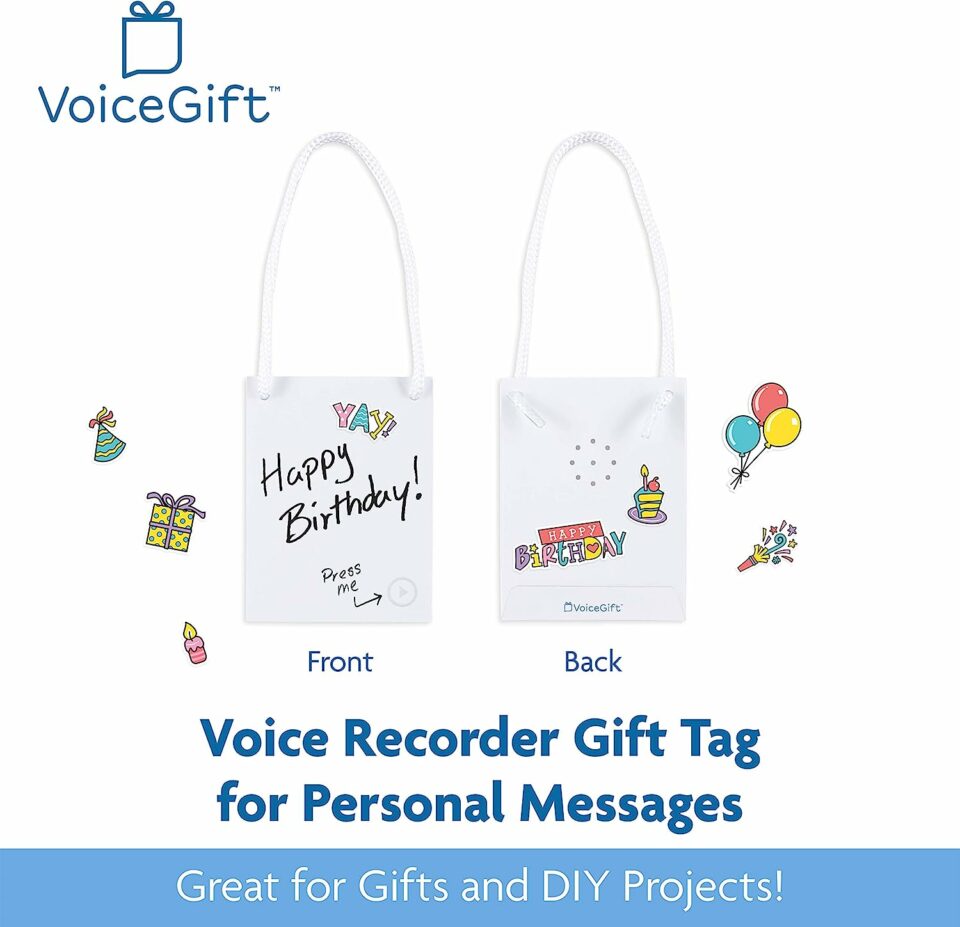 VoiceGift™
YAY!
Happy
Birthday!
Press
me
HAPPY
BiRTHDAY
VoiceGift™
Front
Back
Voice Recorder Gift Tag
for Personal Messages
Great for Gifts and DIY Projects!